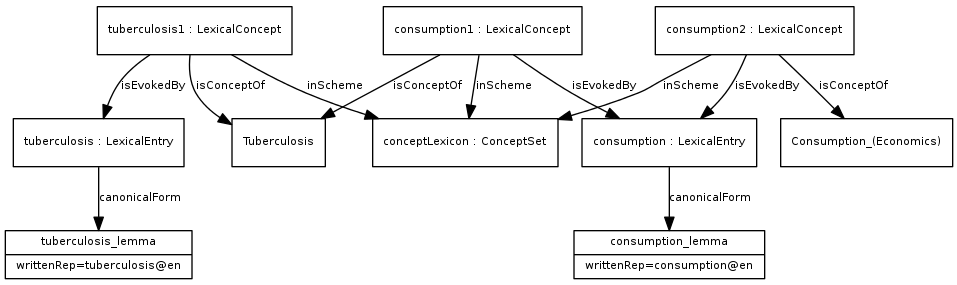 tuberculosis1 : LexicalConcept
consumption1 : LexicalConcept
consumption2 : LexicalConcept
isEvokedBy
isConceptOf
inScheme
isConceptOf
inScheme
isEvokedBy
inScheme
isEvokedBy
isConceptOf
tuberculosis : LexicalEntry
Tuberculosis
conceptLexicon : ConceptSet
consumption : LexicalEntry
Consumption_(Economics)
canonicalForm
canonicalForm
tuberculosis_lemma
writtenRep=tuberculosis@en
consumption_lemma
writtenRep=consumption@en